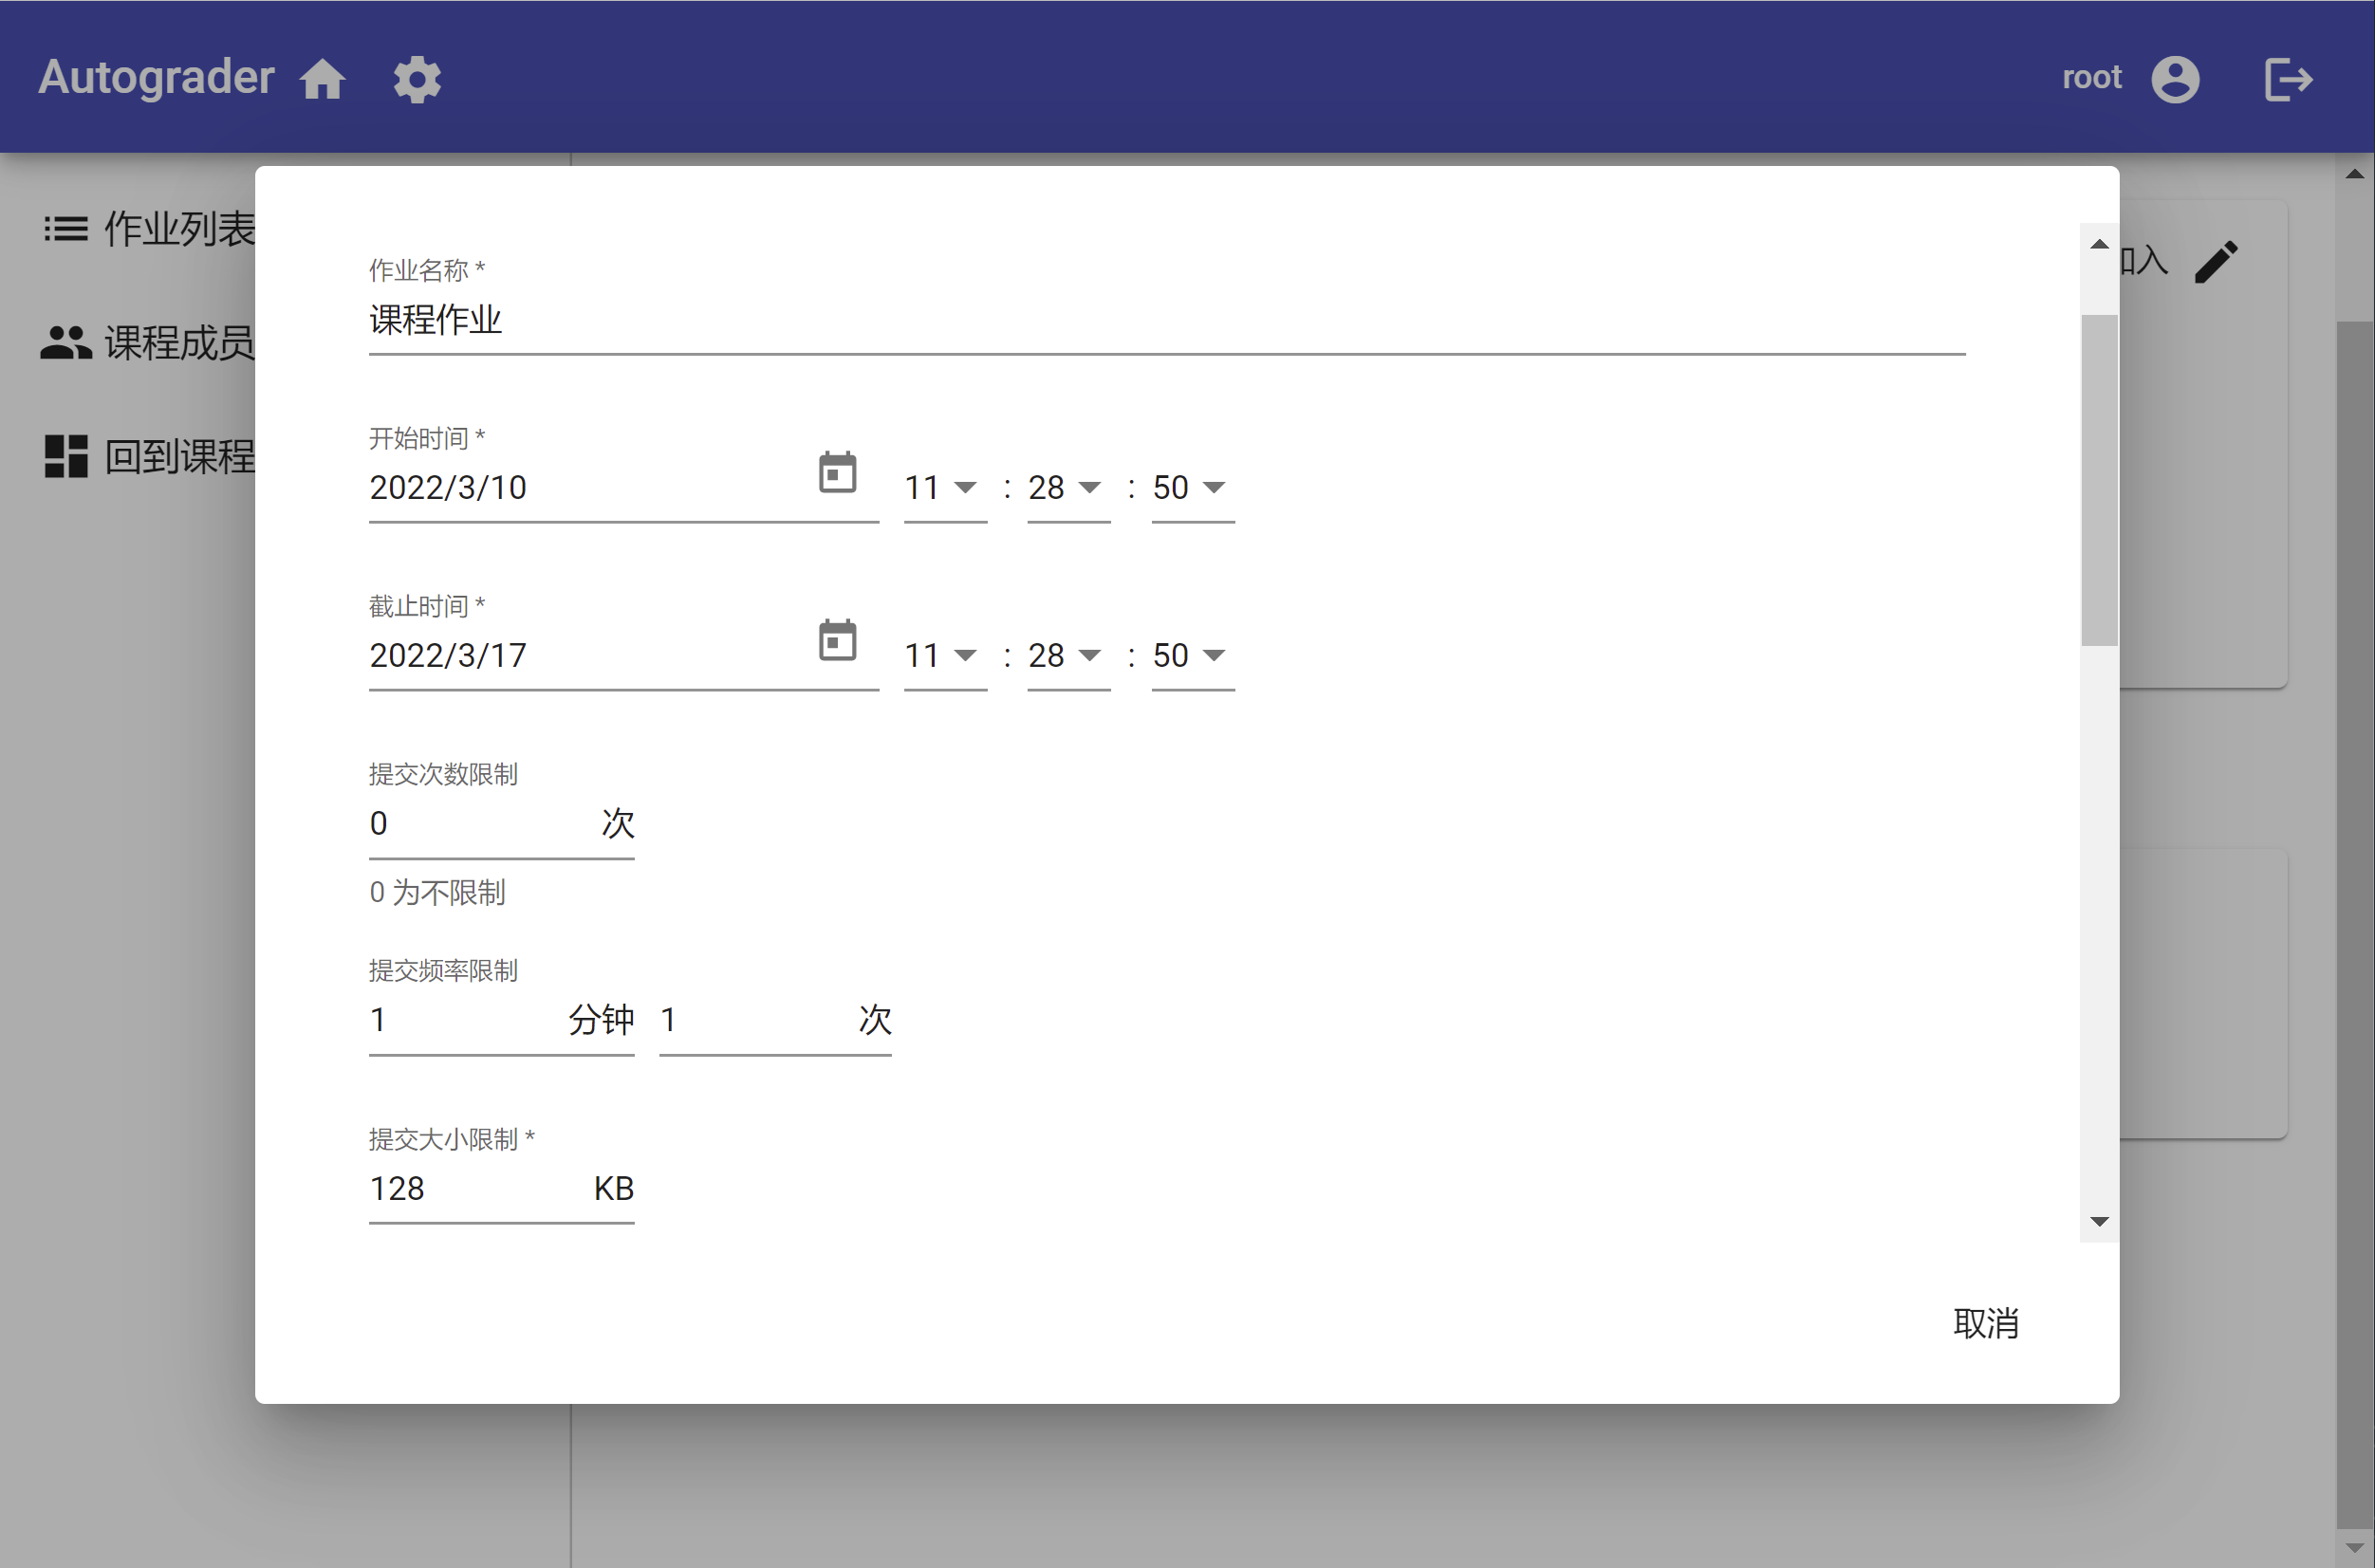 Autograder
root
作业列表
课程成员
回到课程
入
作业名称 *
课程作业
开始时间 *
2022/3/10 11 : 28 : 50
截止时间 *
2022/3/17 11 : 28 : 50
提交次数限制
0 次
0 为不限制
提交频率限制
1 分钟 1 次
提交大小限制 *
128 KB
取消